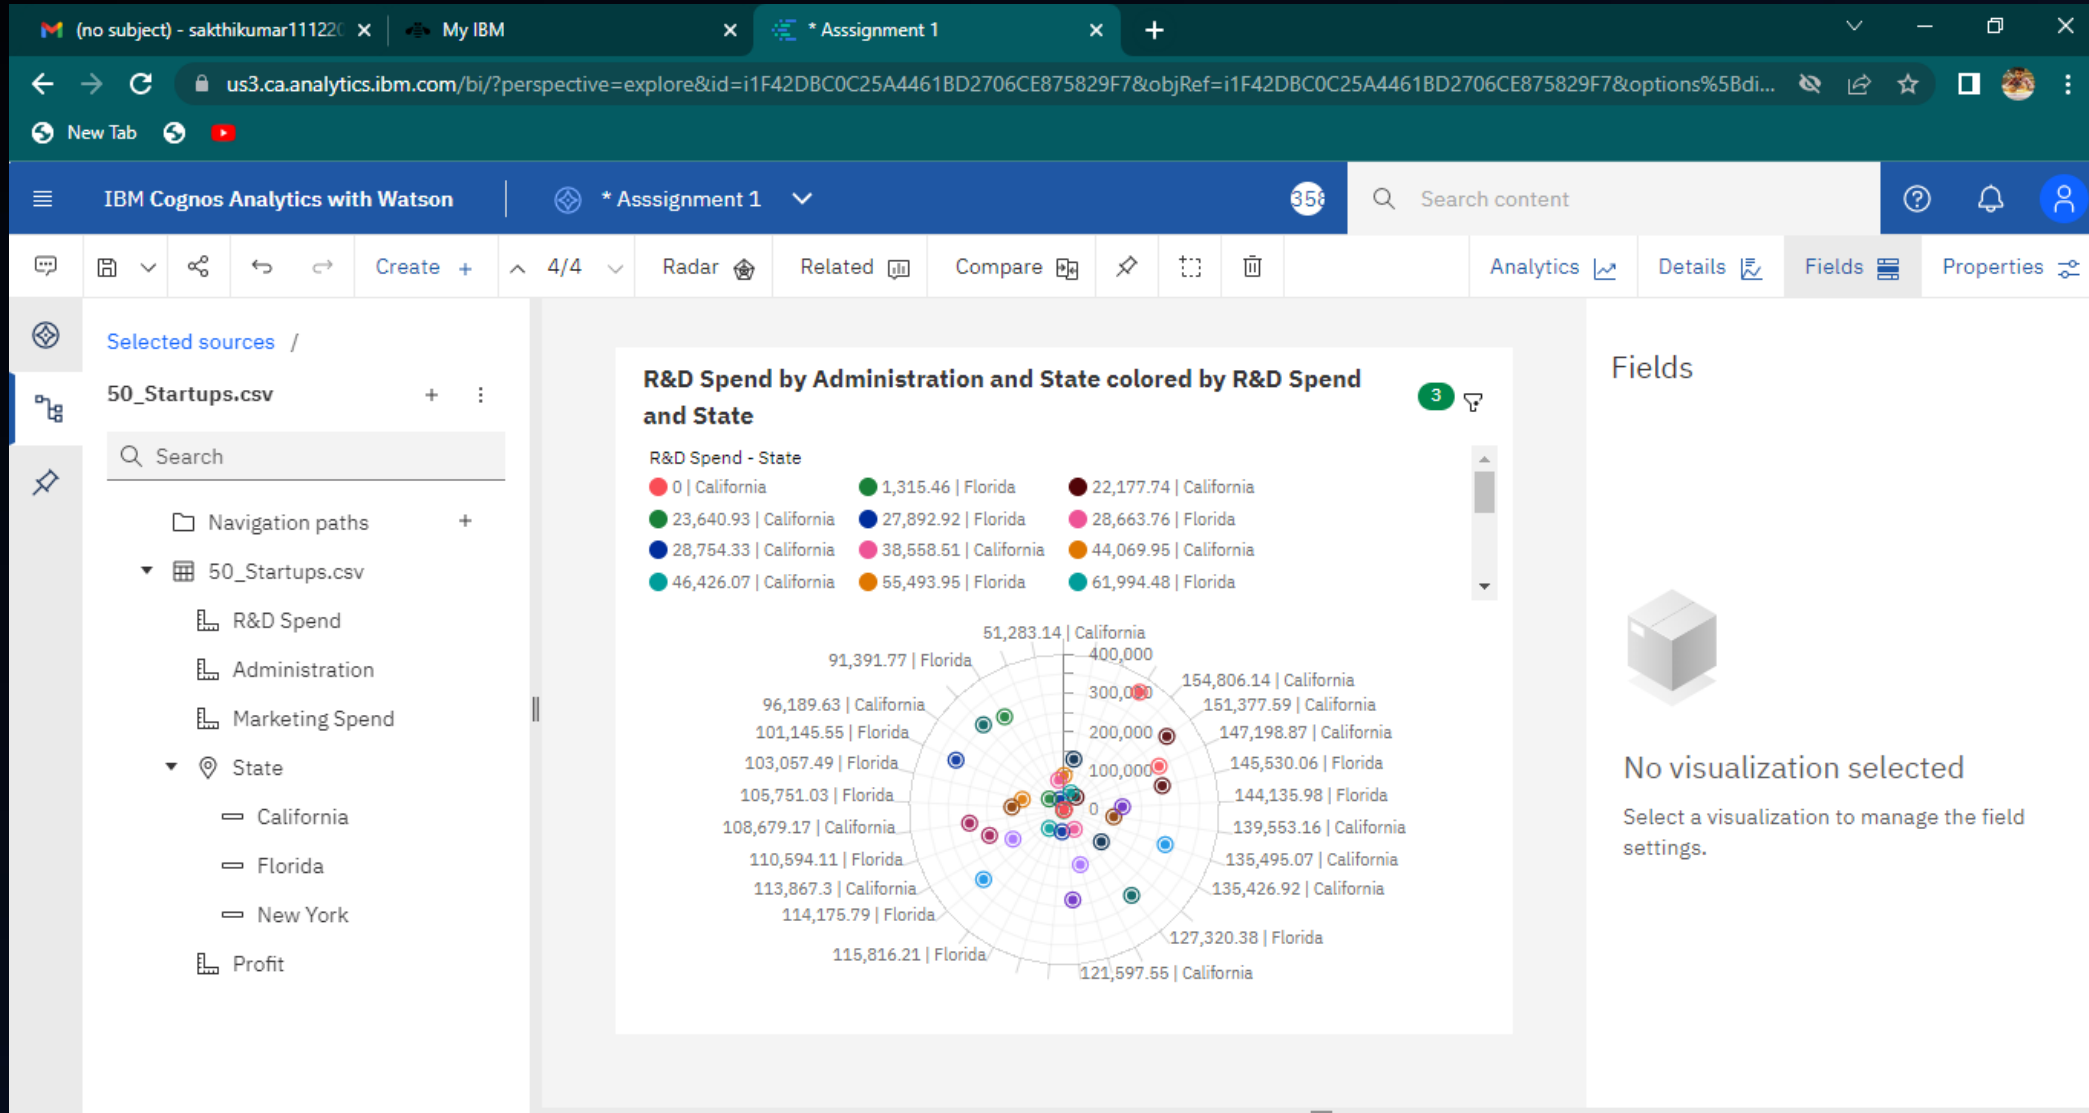 (no subject) - sakthikumar111220
My IBM
* Asssignment 1
us3.ca.analytics.ibm.com/bi/?perspective=explore&id=i1F42DBC0C25A4461BD2706CE875829F7&objRef=i1F42DBC0C25A4461BD2706CE875829F7&options%5Bdi...
New Tab
IBM Cognos Analytics with Watson
* Asssignment 1
358
Search content
Create +
4/4
Radar
Related
Compare
Analytics
Details
Fields
Properties
Selected sources /
50_Startups.csv
Search
Navigation paths
50_Startups.csv
R&D Spend
Administration
Marketing Spend
State
California
Florida
New York
Profit
R&D Spend by Administration and State colored by R&D Spend
and State
3
R&D Spend - State
0 | California
1,315.46 | Florida
22,177.74 | California
23,640.93 | California
27,892.92 | Florida
28,663.76 | Florida
28,754.33 | California
38,558.51 | California
44,069.95 | California
46,426.07 | California
55,493.95 | Florida
61,994.48 | Florida
51,283.14 | California
91,391.77 | Florida
96,189.63 | California
101,145.55 | Florida
103,057.49 | Florida
105,751.03 | Florida
108,679.17 | California
110,594.11 | Florida
113,867.3 | California
114,175.79 | Florida
115,816.21 | Florida
400,000
300,000
200,000
100,000
0
154,806.14 | California
151,377.59 | California
147,198.87 | California
145,530.06 | Florida
144,135.98 | Florida
139,553.16 | California
135,495.07 | California
135,426.92 | California
127,320.38 | Florida
121,597.55 | California
Fields
No visualization selected
Select a visualization to manage the field
settings.